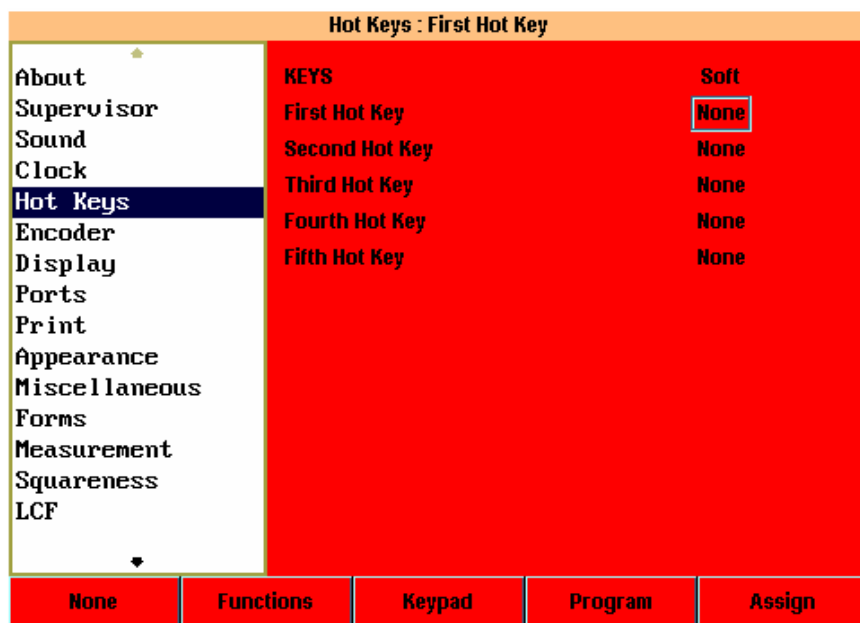 Hot Keys : First Hot Key
About
Supervisor
Sound
Clock
Hot Keys
Encoder
Display
Ports
Print
Appearance
Miscellaneous
Forms
Measurement
Squareness
LCF
KEYS Soft
First Hot Key None
Second Hot Key None
Third Hot Key None
Fourth Hot Key None
Fifth Hot Key None
None Functions Keypad Program Assign